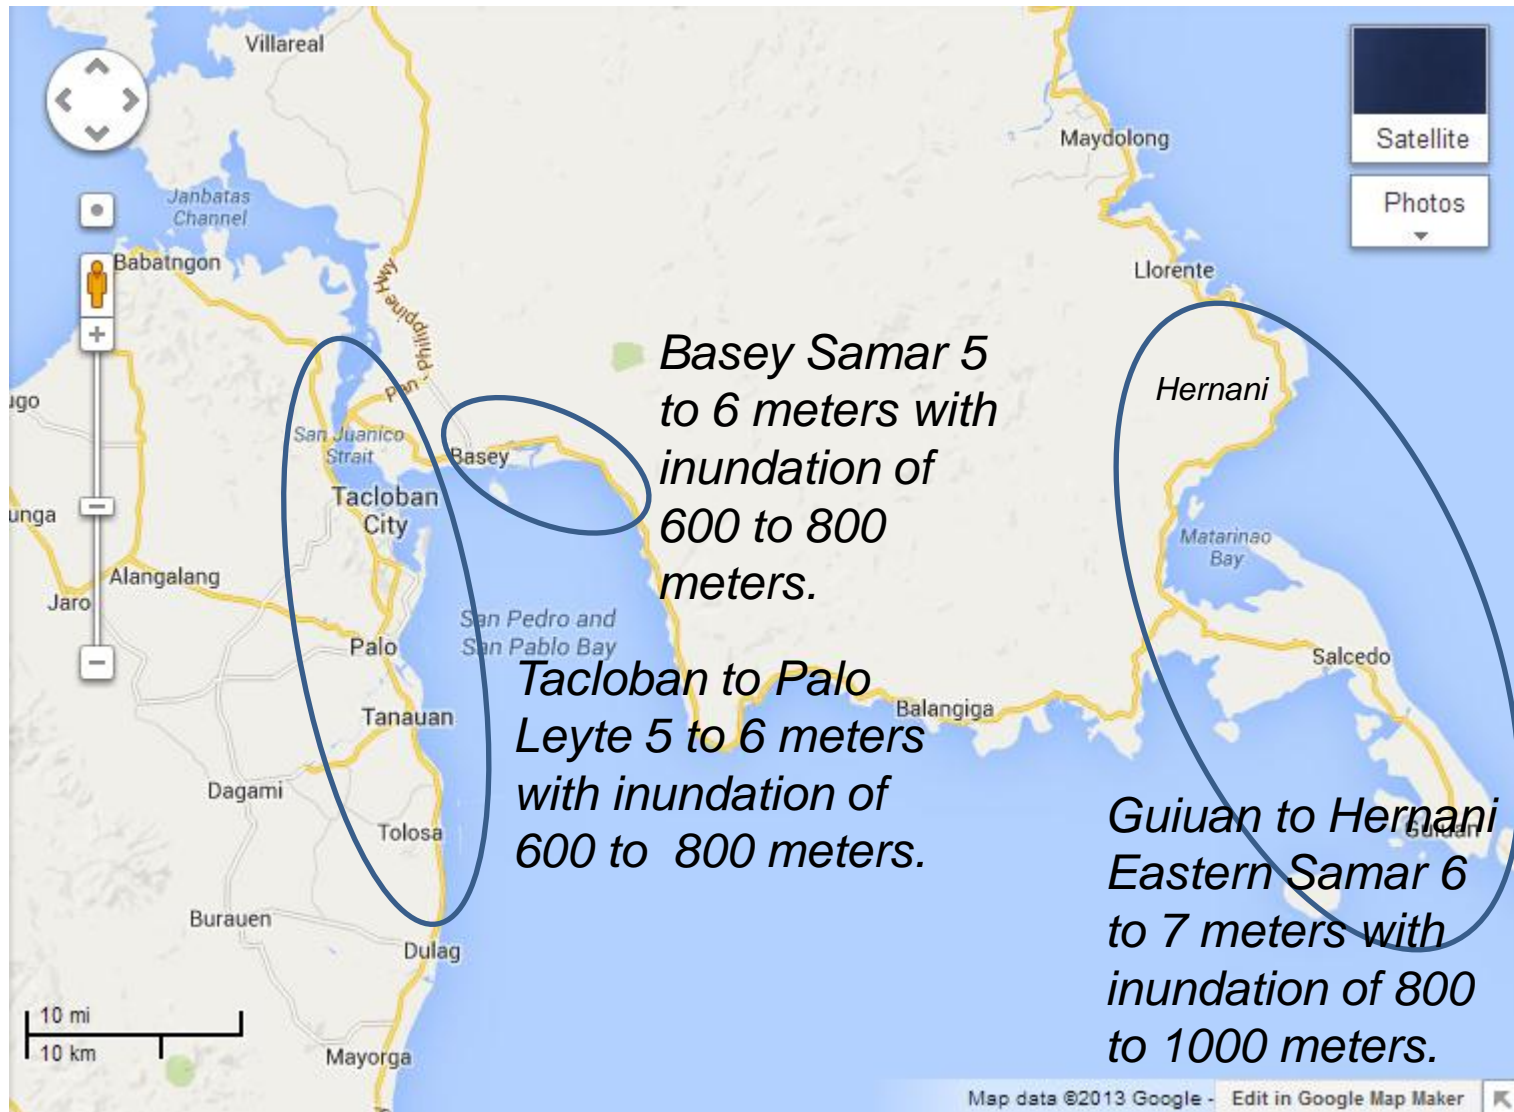 Villareal
Satellite
Maydolong
Photos
Janbatas
Channel
Babatngon
Llorente
Pan - Philippine Hwy
Basey Samar 5
to 6 meters with
inundation of
600 to 800
meters.
Hernani
San Juanico
Strait
Basey
Tacloban
City
unga
Matarinao
Bay
Alangalang
Jaro
San Pedro and
San Pablo Bay
Palo
Salcedo
Tacloban to Palo
Leyte 5 to 6 meters
with inundation of
600 to 800 meters.
Tanauan
Balangiga
Dagami
Tolosa
Guiuan to Hernani
Eastern Samar 6
to 7 meters with
inundation of 800
to 1000 meters.
Guiuan
Burauen
Dulag
10 mi
10 km
Mayorga
Map data ©2013 Google - Edit in Google Map Maker